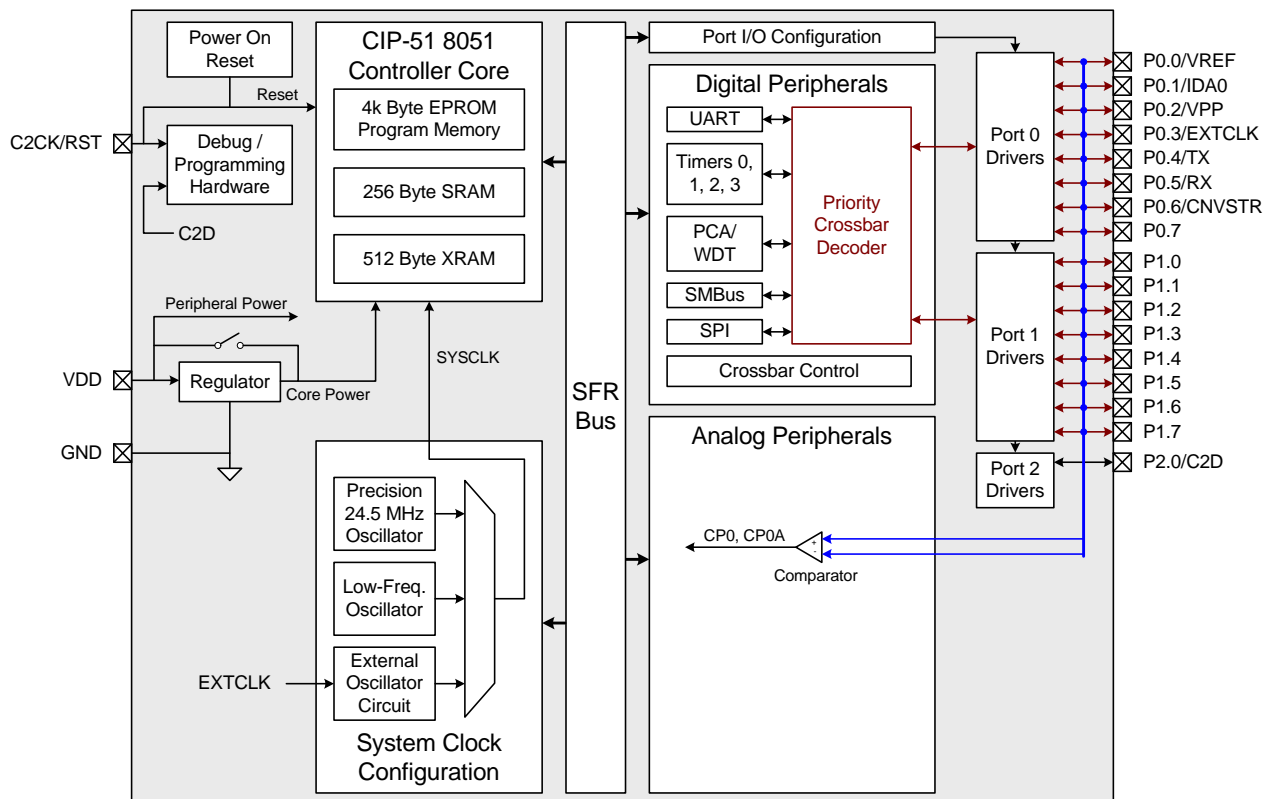 Power On
Reset
Reset
C2CK/RST
Debug /
Programming
Hardware
C2D
CIP-51 8051
Controller Core
4k Byte EPROM
Program Memory
256 Byte SRAM
512 Byte XRAM
Peripheral Power
VDD
Regulator
Core Power
GND
SYSCLK
Precision
24.5 MHz
Oscillator
Low-Freq.
Oscillator
EXTCLK
External
Oscillator
Circuit
System Clock
Configuration
SFR
Bus
Port I/O Configuration
Digital Peripherals
UART
Timers 0,
1, 2, 3
PCA/
WDT
SMBus
SPI
Priority
Crossbar
Decoder
Crossbar Control
Analog Peripherals
CP0, CP0A
+
-
Comparator
Port 0
Drivers
Port 1
Drivers
Port 2
Drivers
P0.0/VREF
P0.1/IDA0
P0.2/VPP
P0.3/EXTCLK
P0.4/TX
P0.5/RX
P0.6/CNVSTR
P0.7
P1.0
P1.1
P1.2
P1.3
P1.4
P1.5
P1.6
P1.7
P2.0/C2D